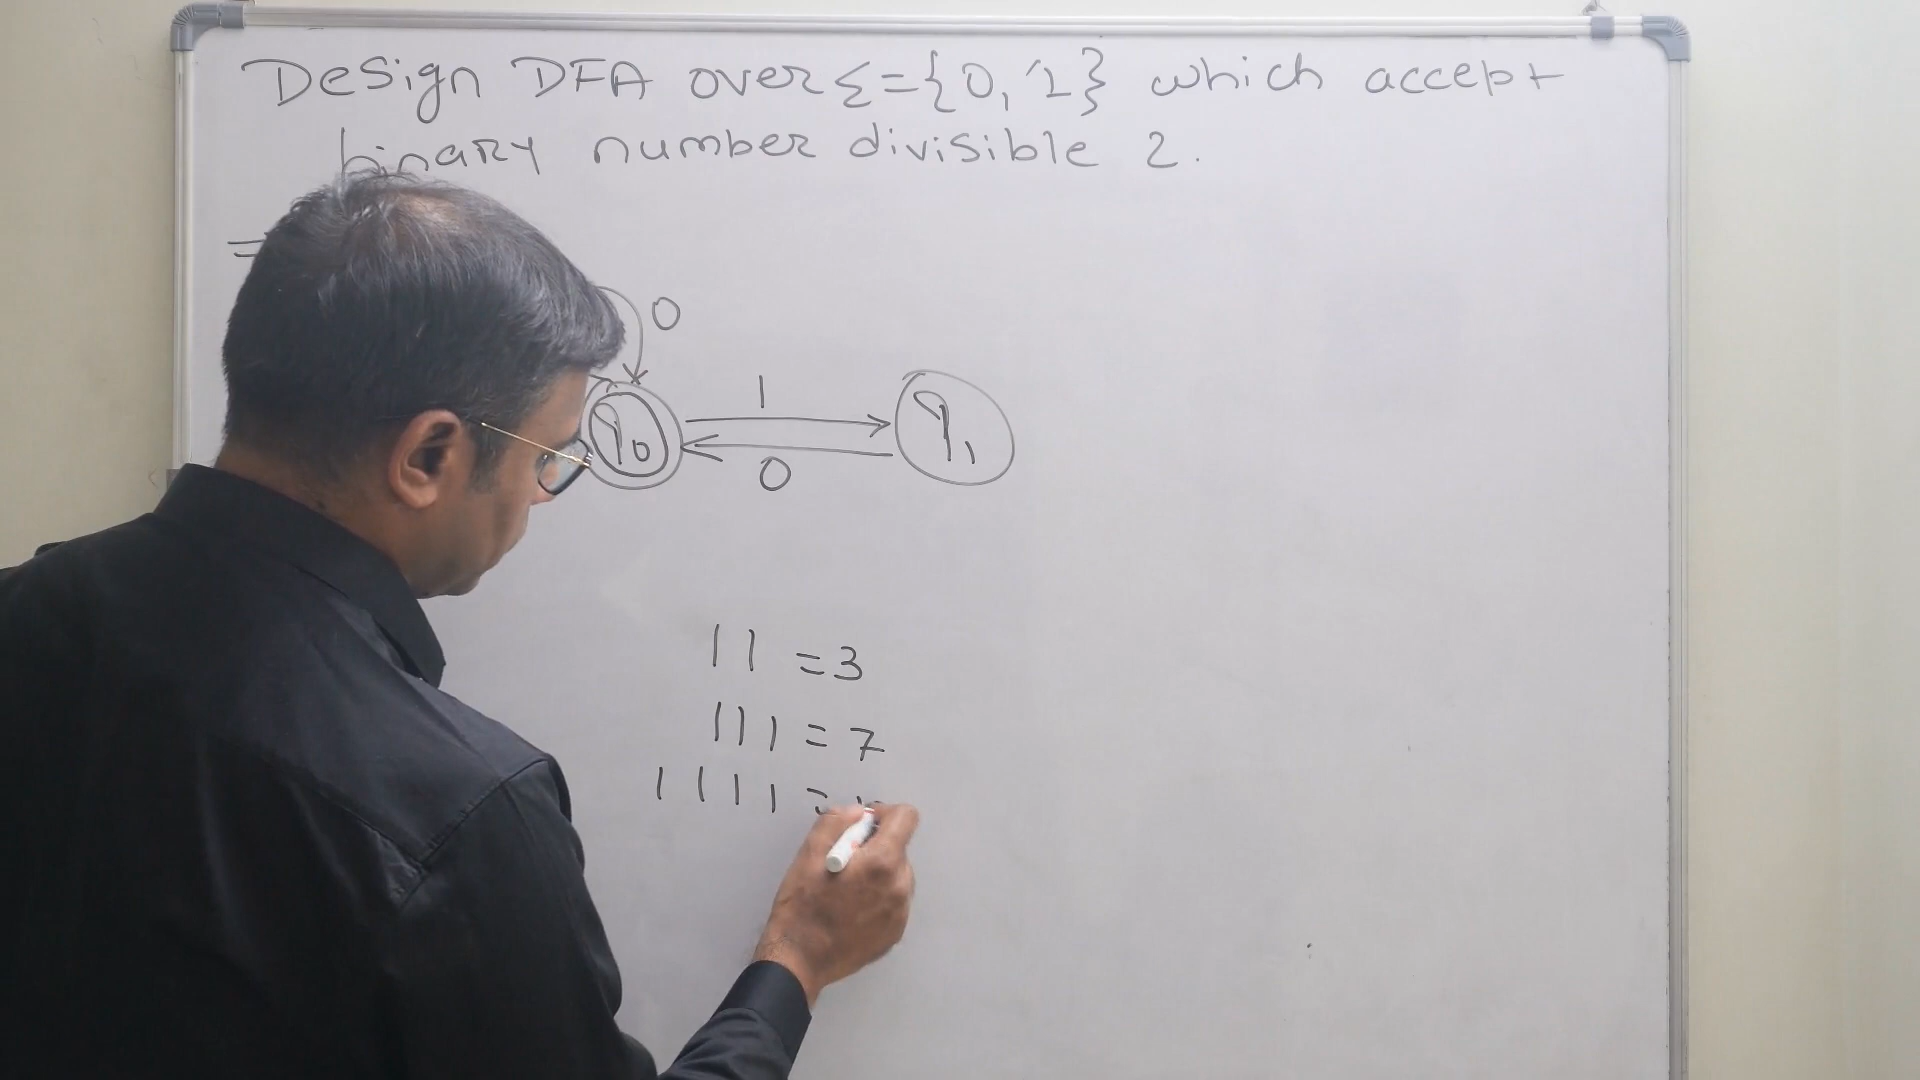 Design DFA over Σ={0,1} which accept
binary number divisible 2.
=
0
1
q0 q1
0
11 =3
111 = 7
1111 =